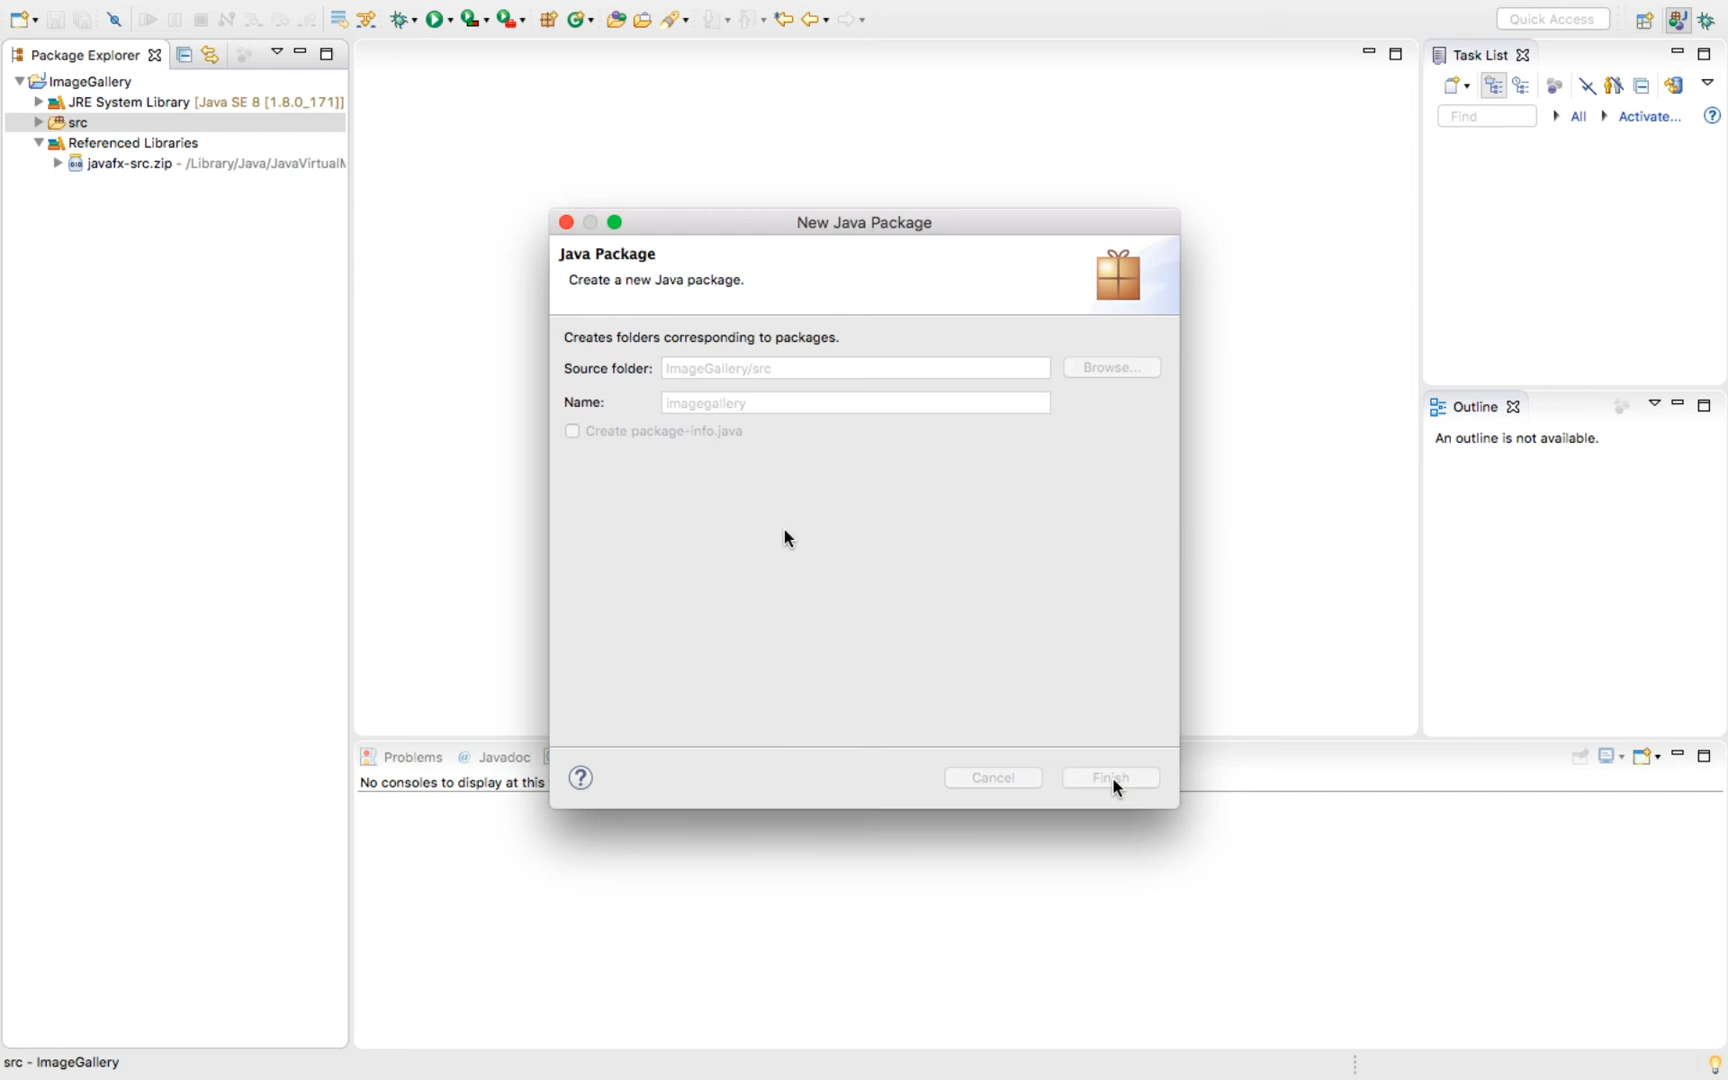 Quick Access
Package Explorer
ImageGallery
JRE System Library [Java SE 8 [1.8.0_171]]
src
Referenced Libraries
javafx-src.zip - /Library/Java/JavaVirtualM
New Java Package
Java Package
Create a new Java package.
Creates folders corresponding to packages.
Source folder: ImageGallery/src Browse...
Name: imagegallery
Create package-info.java
? Cancel Finish
Task List
Find All Activate... ?
Outline
An outline is not available.
Problems @ Javadoc
No consoles to display at this
src - ImageGallery